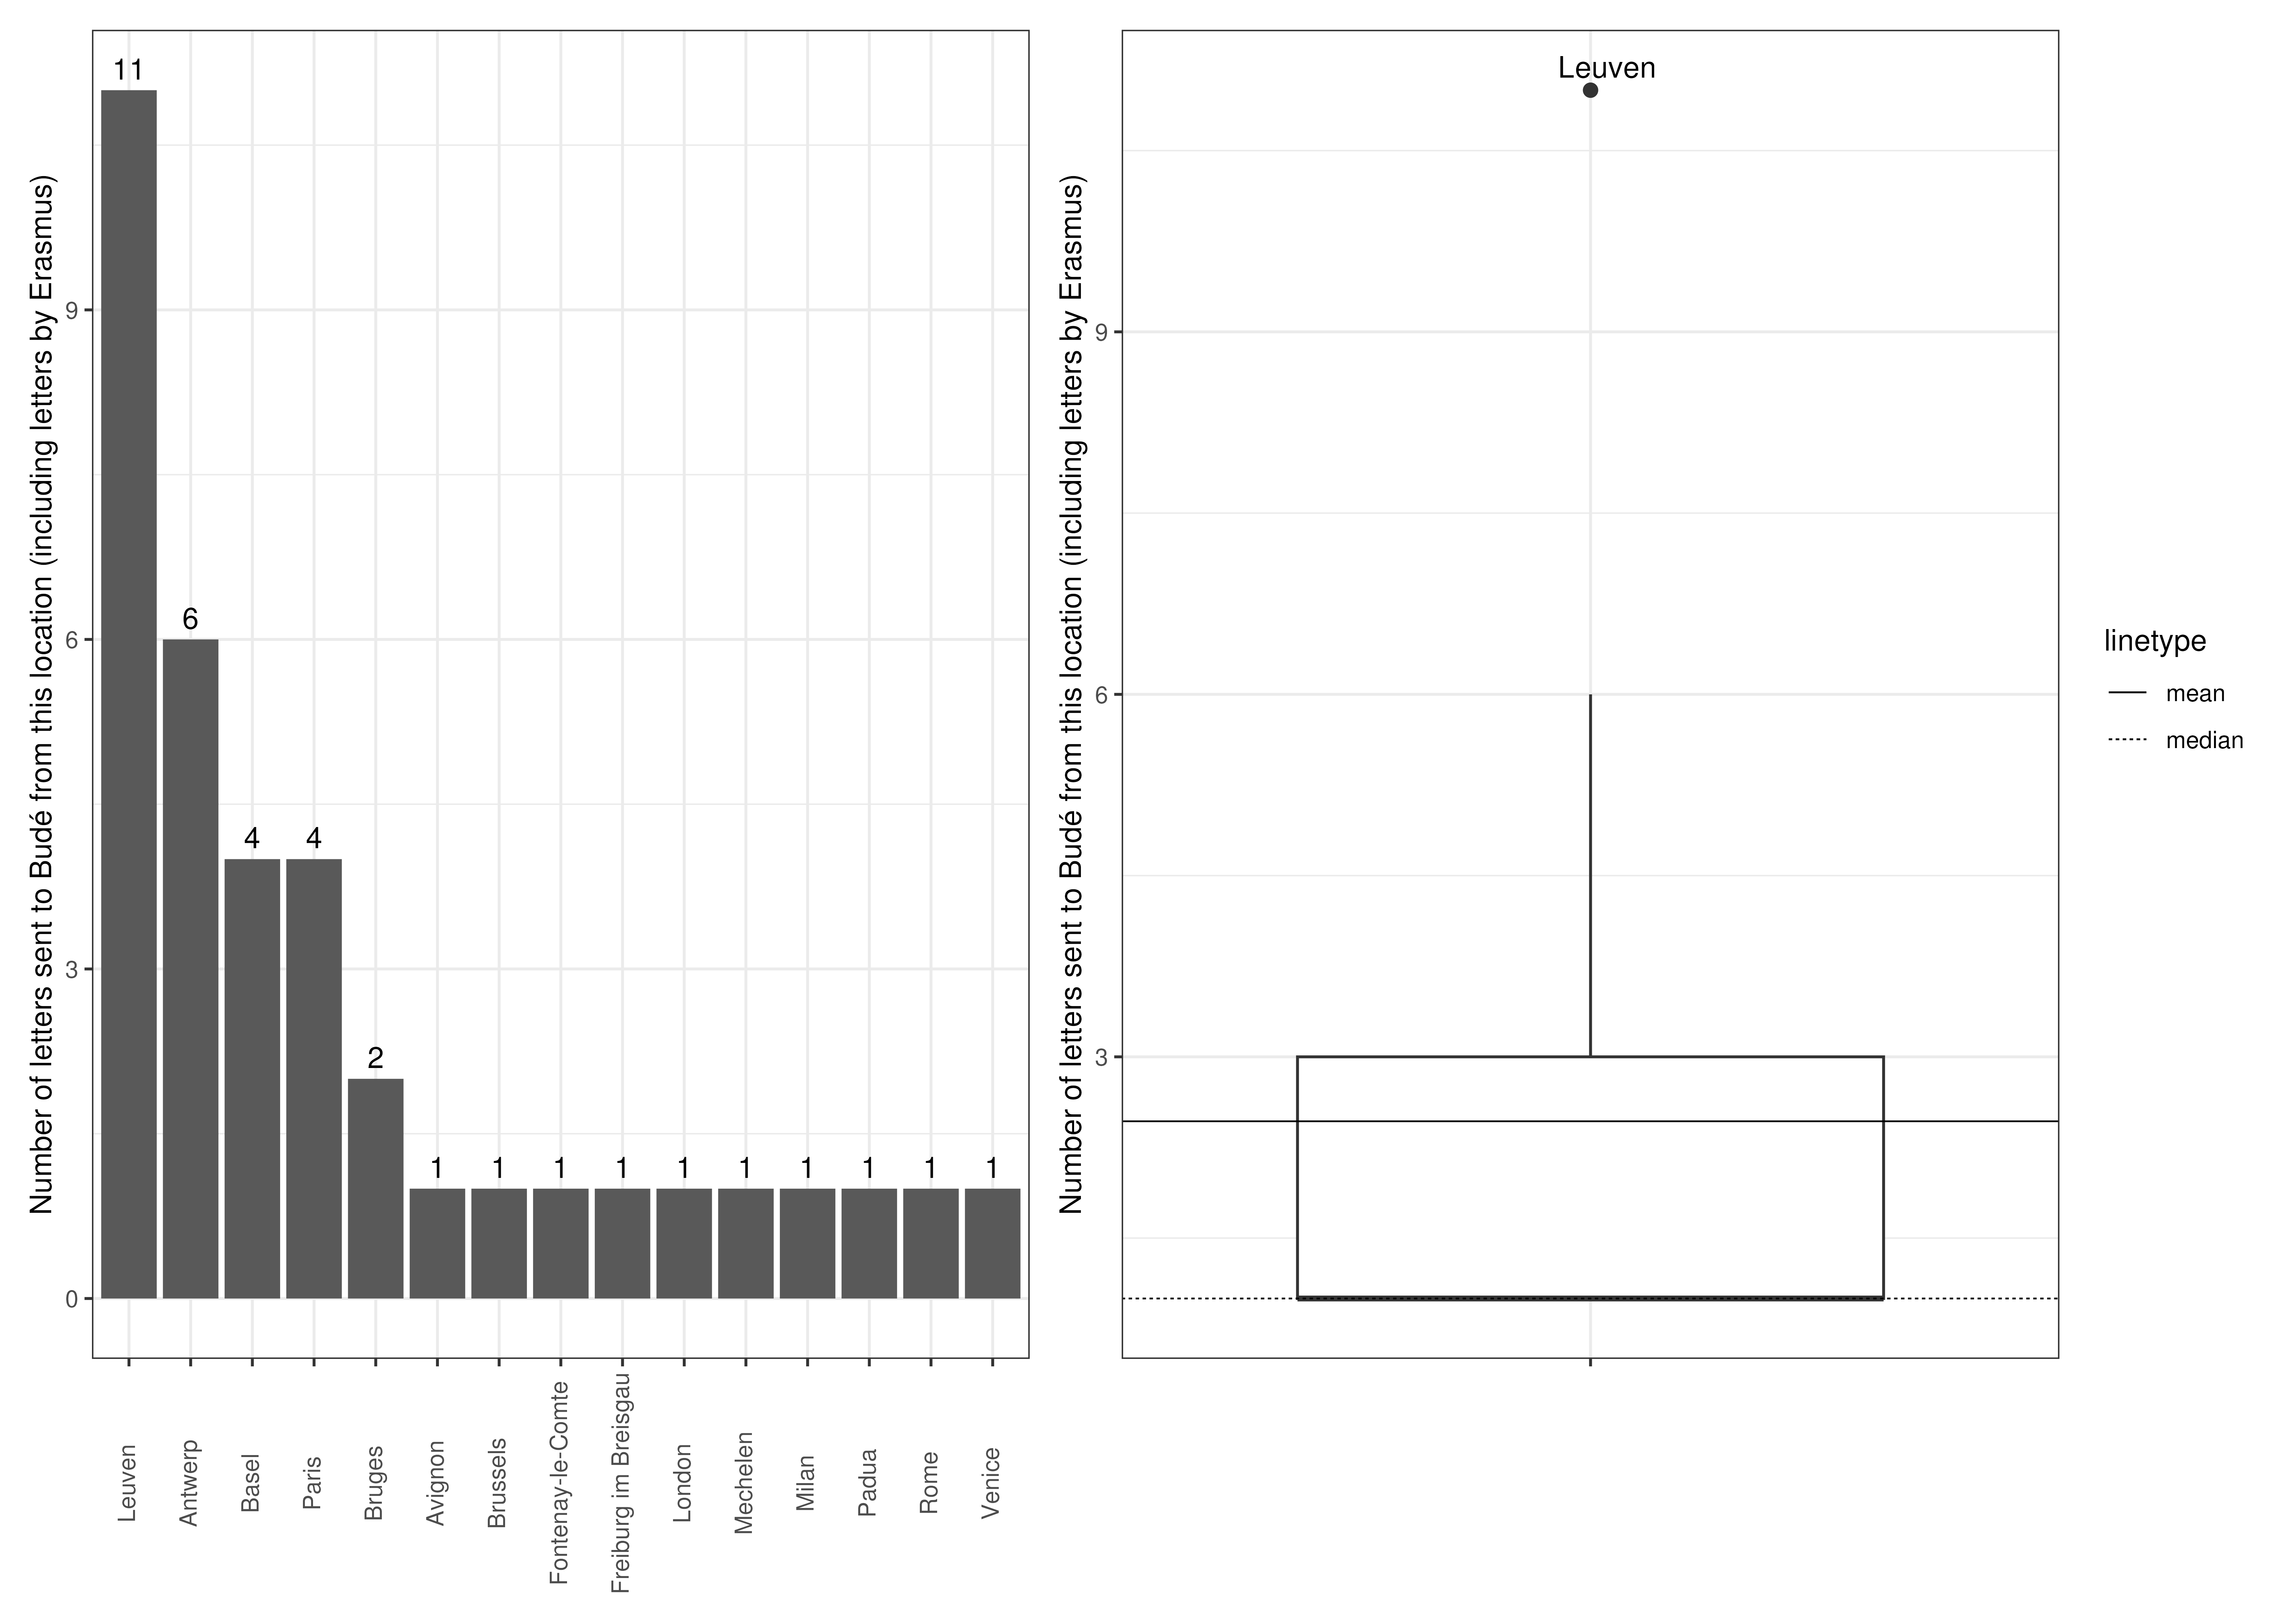 Number of letters sent to Budé from this location (including letters by Erasmus)
9
6
3
0
11
6
4
4
2
1
1
1
1
1
1
1
1
1
1
Leuven
Antwerp
Basel
Paris
Bruges
Avignon
Brussels
Fontenay-le-Comte
Freiburg im Breisgau
London
Mechelen
Milan
Padua
Rome
Venice
Number of letters sent to Budé from this location (including letters by Erasmus)
9
6
3
Leuven
linetype
mean
median